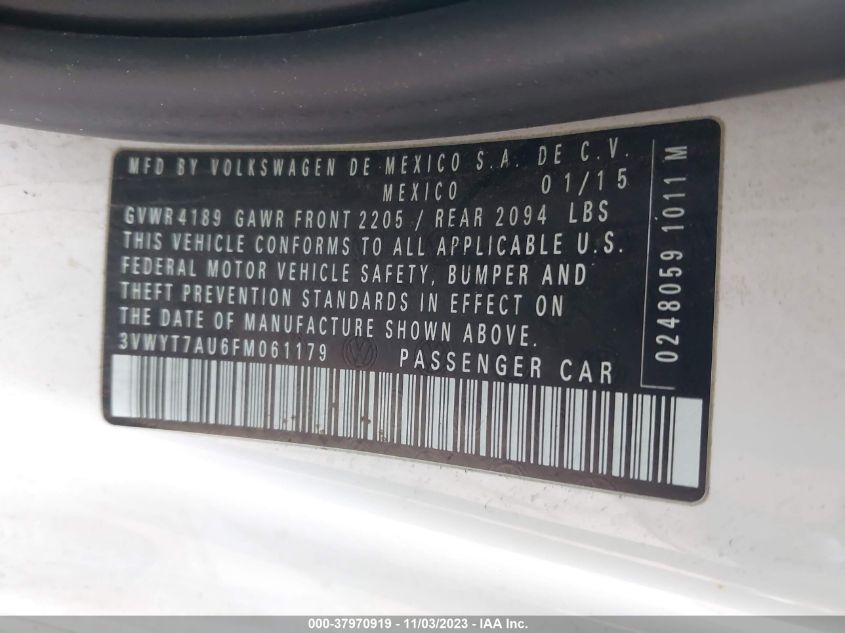 MFD BY VOLKSWAGEN DE MEXICO S.A. DE C.V.
MEXICO 01/15
GVWR 4189 GAWR FRONT 2205 / REAR 2094 LBS
THIS VEHICLE CONFORMS TO ALL APPLICABLE U.S.
FEDERAL MOTOR VEHICLE SAFETY, BUMPER AND
THEFT PREVENTION STANDARDS IN EFFECT ON
THE DATE OF MANUFACTURE SHOWN ABOVE.
3VWYT7AU6FM061179 PASSENGER CAR
0248059 1011 M
000-37970919 - 11/03/2023 - IAA Inc.